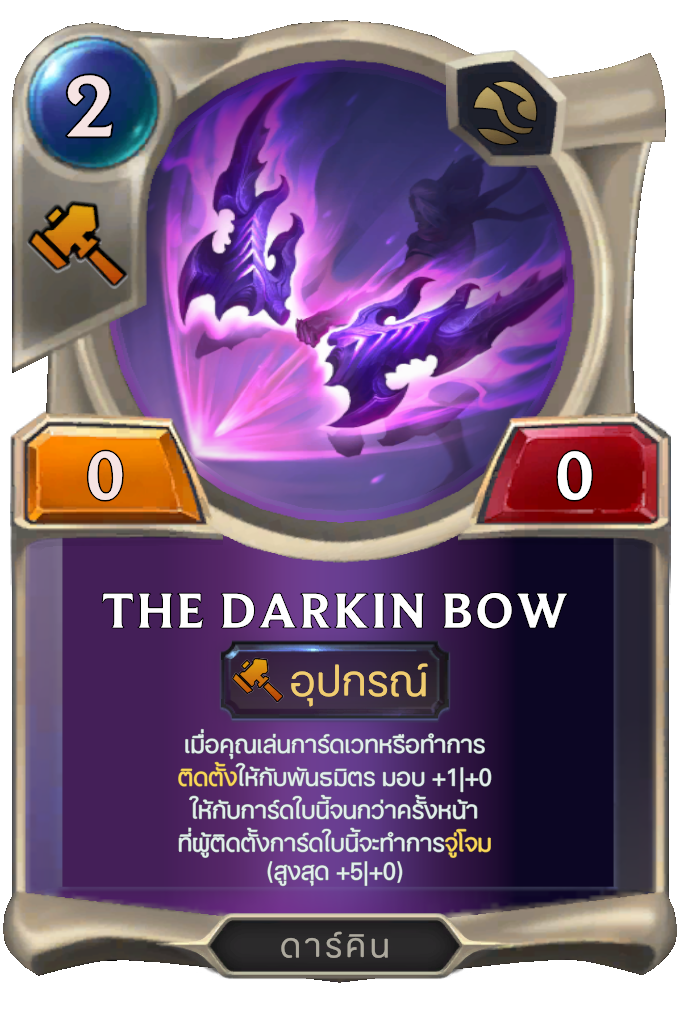 2
0
0
THE DARKIN BOW
อุปกรณ์
เมื่อคุณเล่นการ์ดเวทหรือทำการ
ติดตั้งให้กับพันธมิตร มอบ +1|+0
ให้กับการ์ดใบนี้จนกว่าครั้งหน้า
ที่ผู้ติดตั้งการ์ดใบนี้จะทำการจู่โจม
(สูงสุด +5|+0)
ดาร์คิน